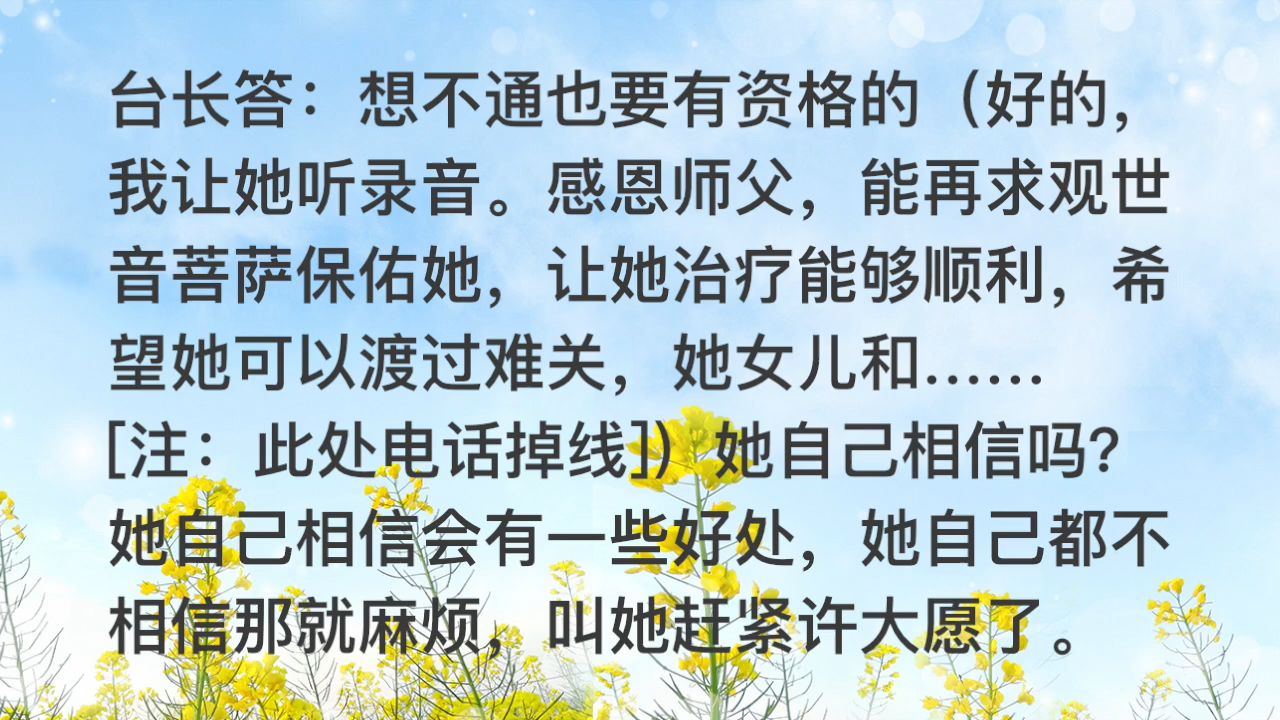 台长答：想不通也要有资格的（好的，
我让她听录音。感恩师父，能再求观世
音菩萨保佑她，让她治疗能够顺利，希
望她可以渡过难关，她女儿和……
[注：此处电话掉线]）她自己相信吗？
她自己相信会有一些好处，她自己都不
相信那就麻烦，叫她赶紧许大愿了。